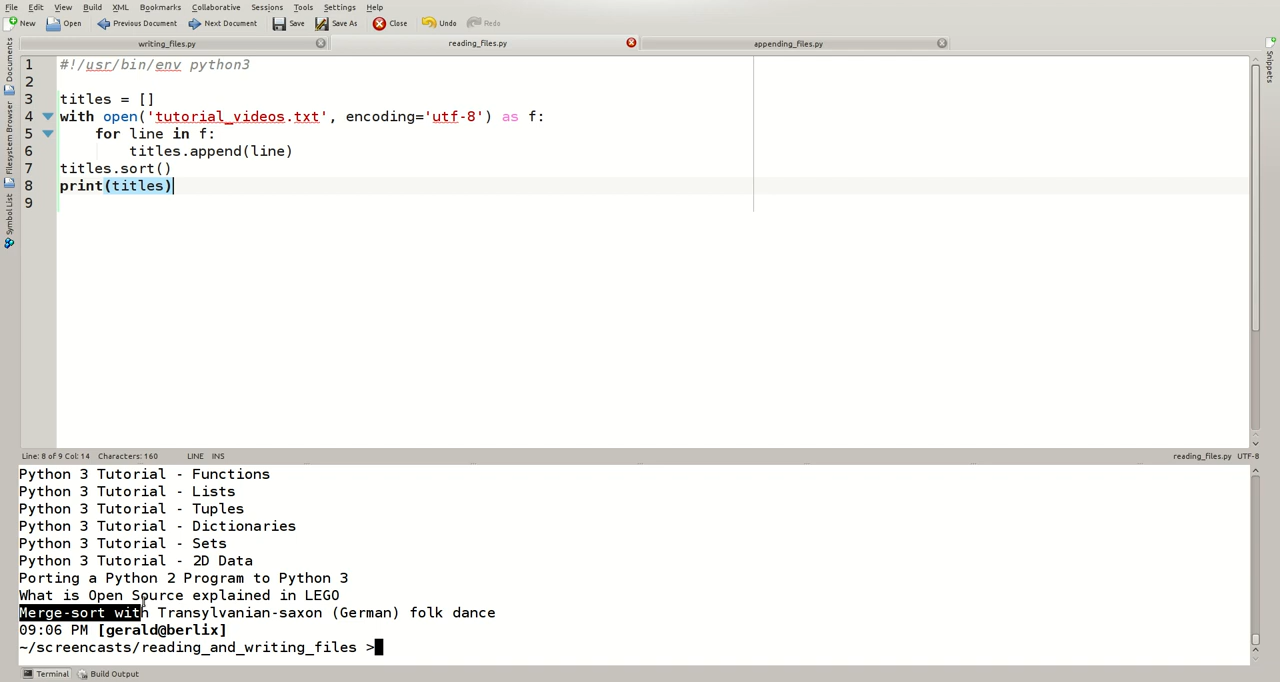 File Edit View Build XML Bookmarks Collaborative Sessions Tools Settings Help
New Open Previous Document Next Document Save Save As Close Undo Redo
writing_files.py reading_files.py appending_files.py
Documents
Filesystem Browser
Symbol List
Snippets
1 #!/usr/bin/env python3
2
3 titles = []
4 with open('tutorial_videos.txt', encoding='utf-8') as f:
5 for line in f:
6 titles.append(line)
7 titles.sort()
8 print(titles)
9
Line: 8 of 9 Col: 14 Characters: 160 LINE INS reading_files.py UTF-8
Python 3 Tutorial - Functions
Python 3 Tutorial - Lists
Python 3 Tutorial - Tuples
Python 3 Tutorial - Dictionaries
Python 3 Tutorial - Sets
Python 3 Tutorial - 2D Data
Porting a Python 2 Program to Python 3
What is Open Source explained in LEGO
Merge-sort with Transylvanian-saxon (German) folk dance
09:06 PM [gerald@berlix]
~/screencasts/reading_and_writing_files >
Terminal Build Output